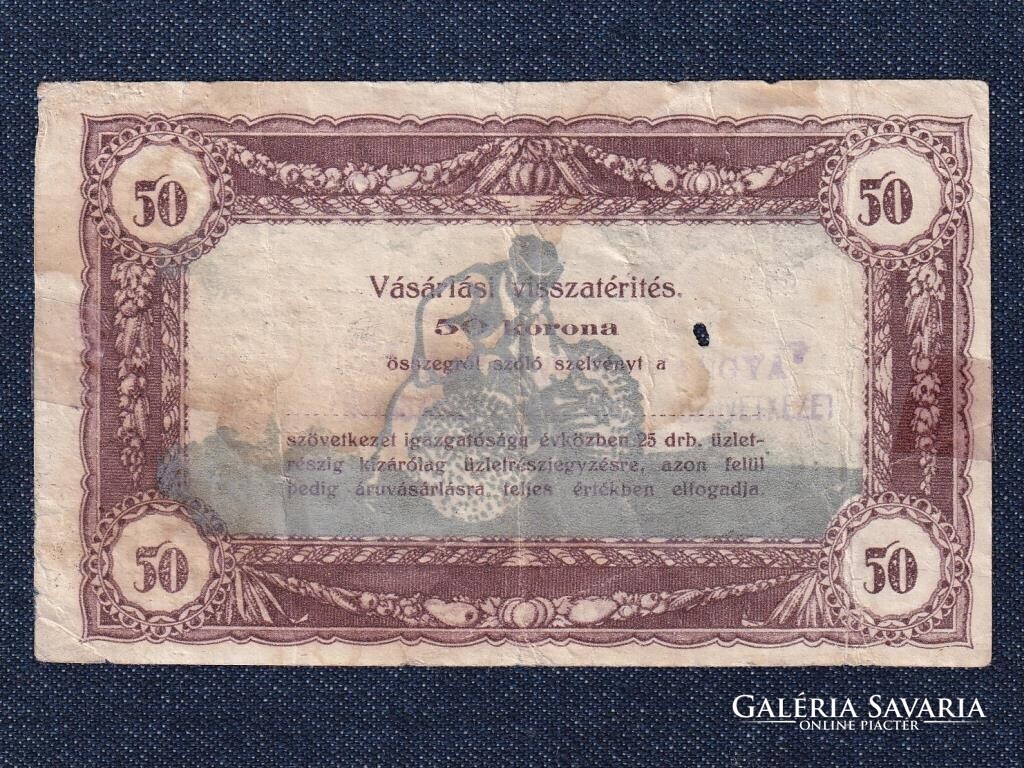 50 50
Vásárlási visszatérités.
50 korona
összegről szóló szelvényt a
szövetkezet igazgatósága évközben 25 drb. üzlet-
részig kizárólag üzletrészjegyzésre, azon felül
pedig áruvásárlásra teljes értékben elfogadja.
50 50
GALÉRIA SAVARIA
ONLINE PIACTÉR